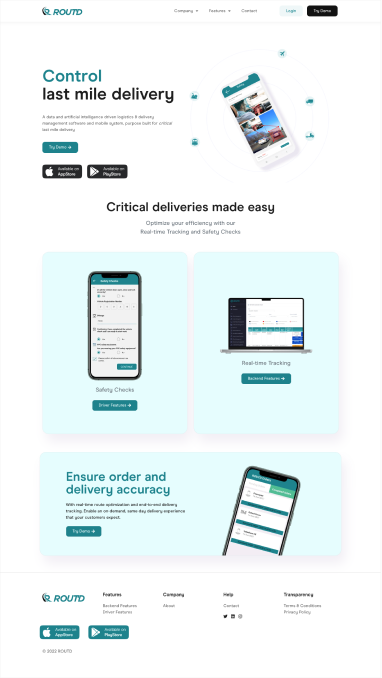 ROUTD
Company Features Contact Login Try Demo
Control
last mile delivery
A data and artificial intelligence driven logistics & delivery
management software and mobile system, purpose built for critical
last mile delivery
Try Demo →
Available on
AppStore
Available on
PlayStore
Critical deliveries made easy
Optimize your efficiency with our
Real-time Tracking and Safety Checks
Safety Checks
Safety Checks
Driver Features →
Real-time Tracking
Backend Features →
Ensure order and
delivery accuracy
With real-time route optimization and end-to-end delivery
tracking. Enable an on demand, same day delivery experience
that your customers expect.
Try Demo →
ROUTD
Features
Backend Features
Driver Features
Company
About
Help
Contact
Transparency
Terms & Conditions
Privacy Policy
Available on
AppStore
Available on
PlayStore
© 2022 ROUTD